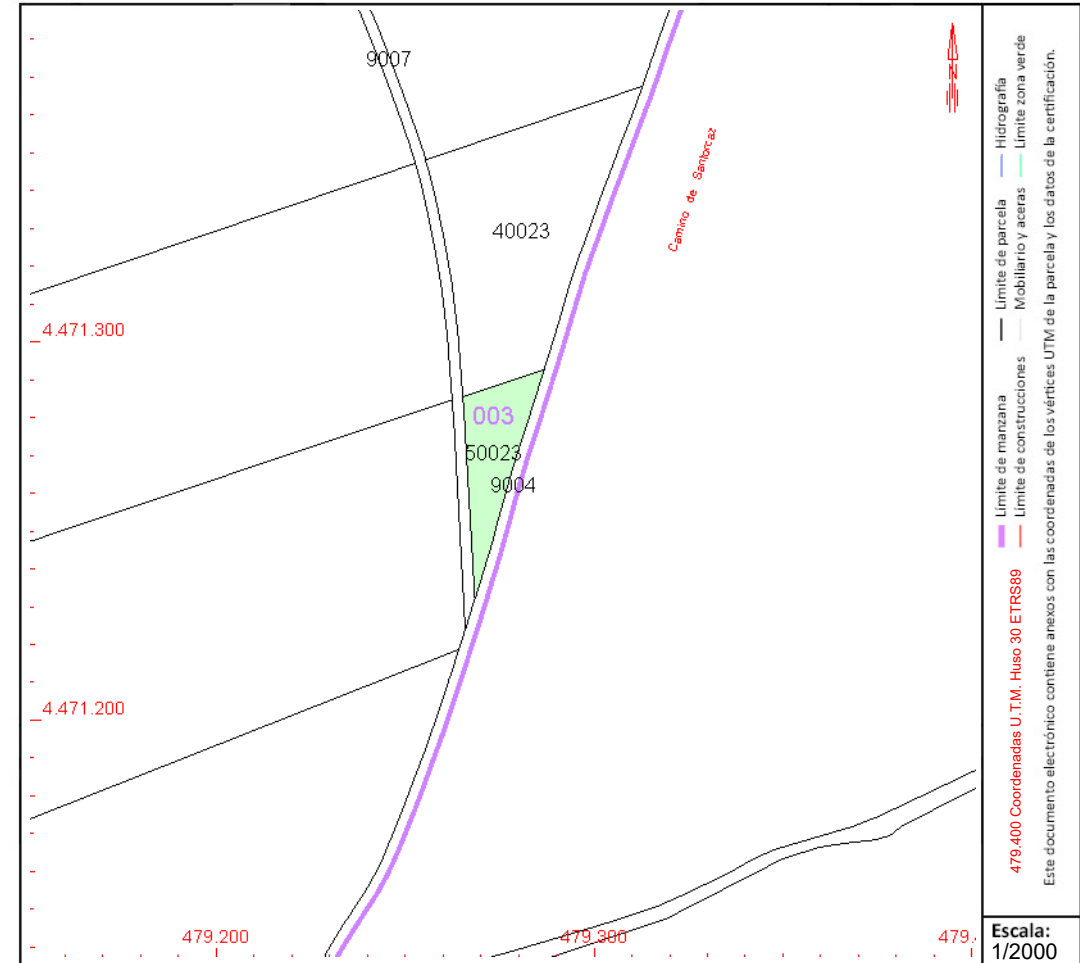 9007
Camino de Santorcaz
40023
4.471.300
003
50023
9004
4.471.200
479.200
479.300
479.
N
Hidrografía
Límite zona verde
Límite de parcela
Mobiliario y aceras
Límite de manzana
Límite de construcciones
479.400 Coordenadas U.T.M. Huso 30 ETRS89
Este documento electrónico contiene anexos con las coordenadas de los vértices UTM de la parcela y los datos de la certificación.
Escala:
1/2000